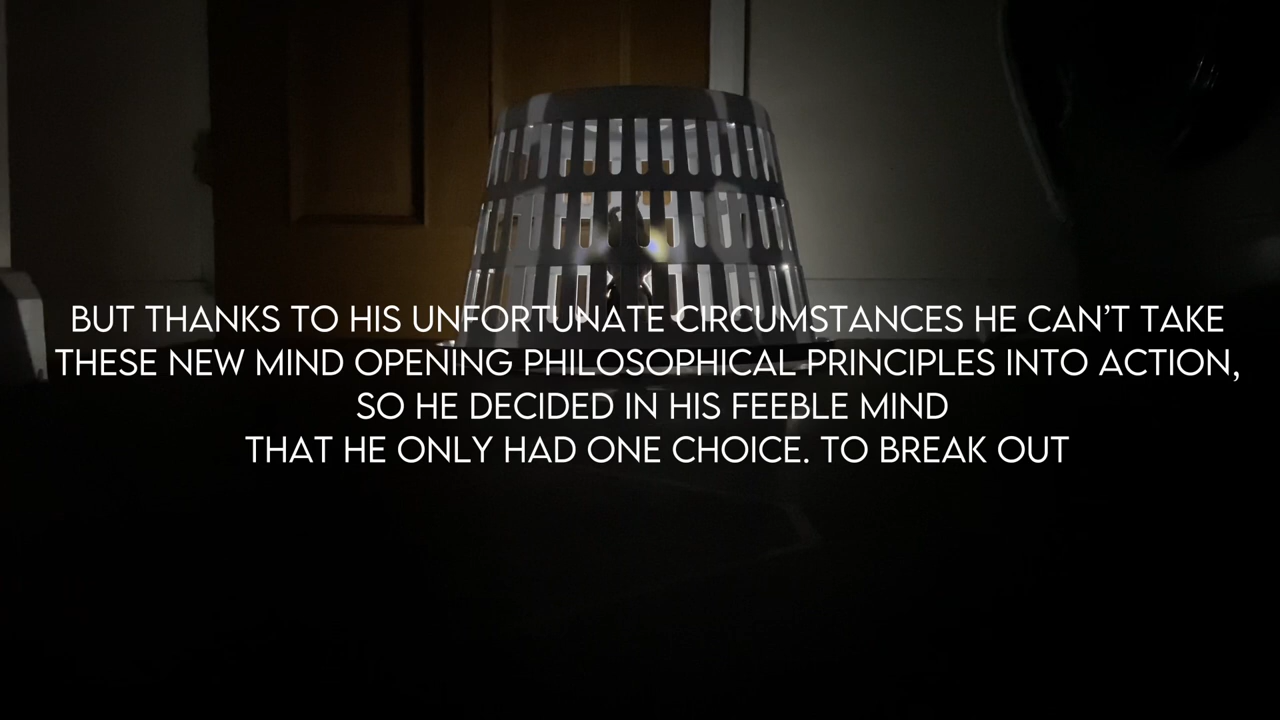 BUT THANKS TO HIS UNFORTUNATE CIRCUMSTANCES HE CAN'T TAKE
THESE NEW MIND OPENING PHILOSOPHICAL PRINCIPLES INTO ACTION,
SO HE DECIDED IN HIS FEEBLE MIND
THAT HE ONLY HAD ONE CHOICE. TO BREAK OUT